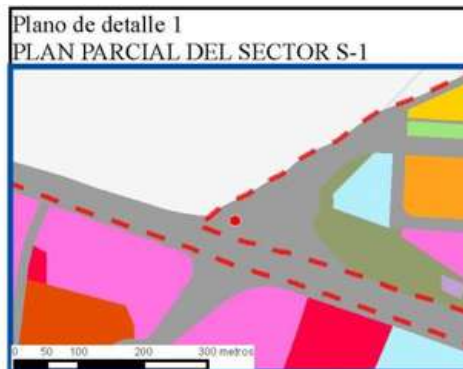 Plano de detalle 1
PLAN PARCIAL DEL SECTOR S-1
0 50 100 200 300 metros